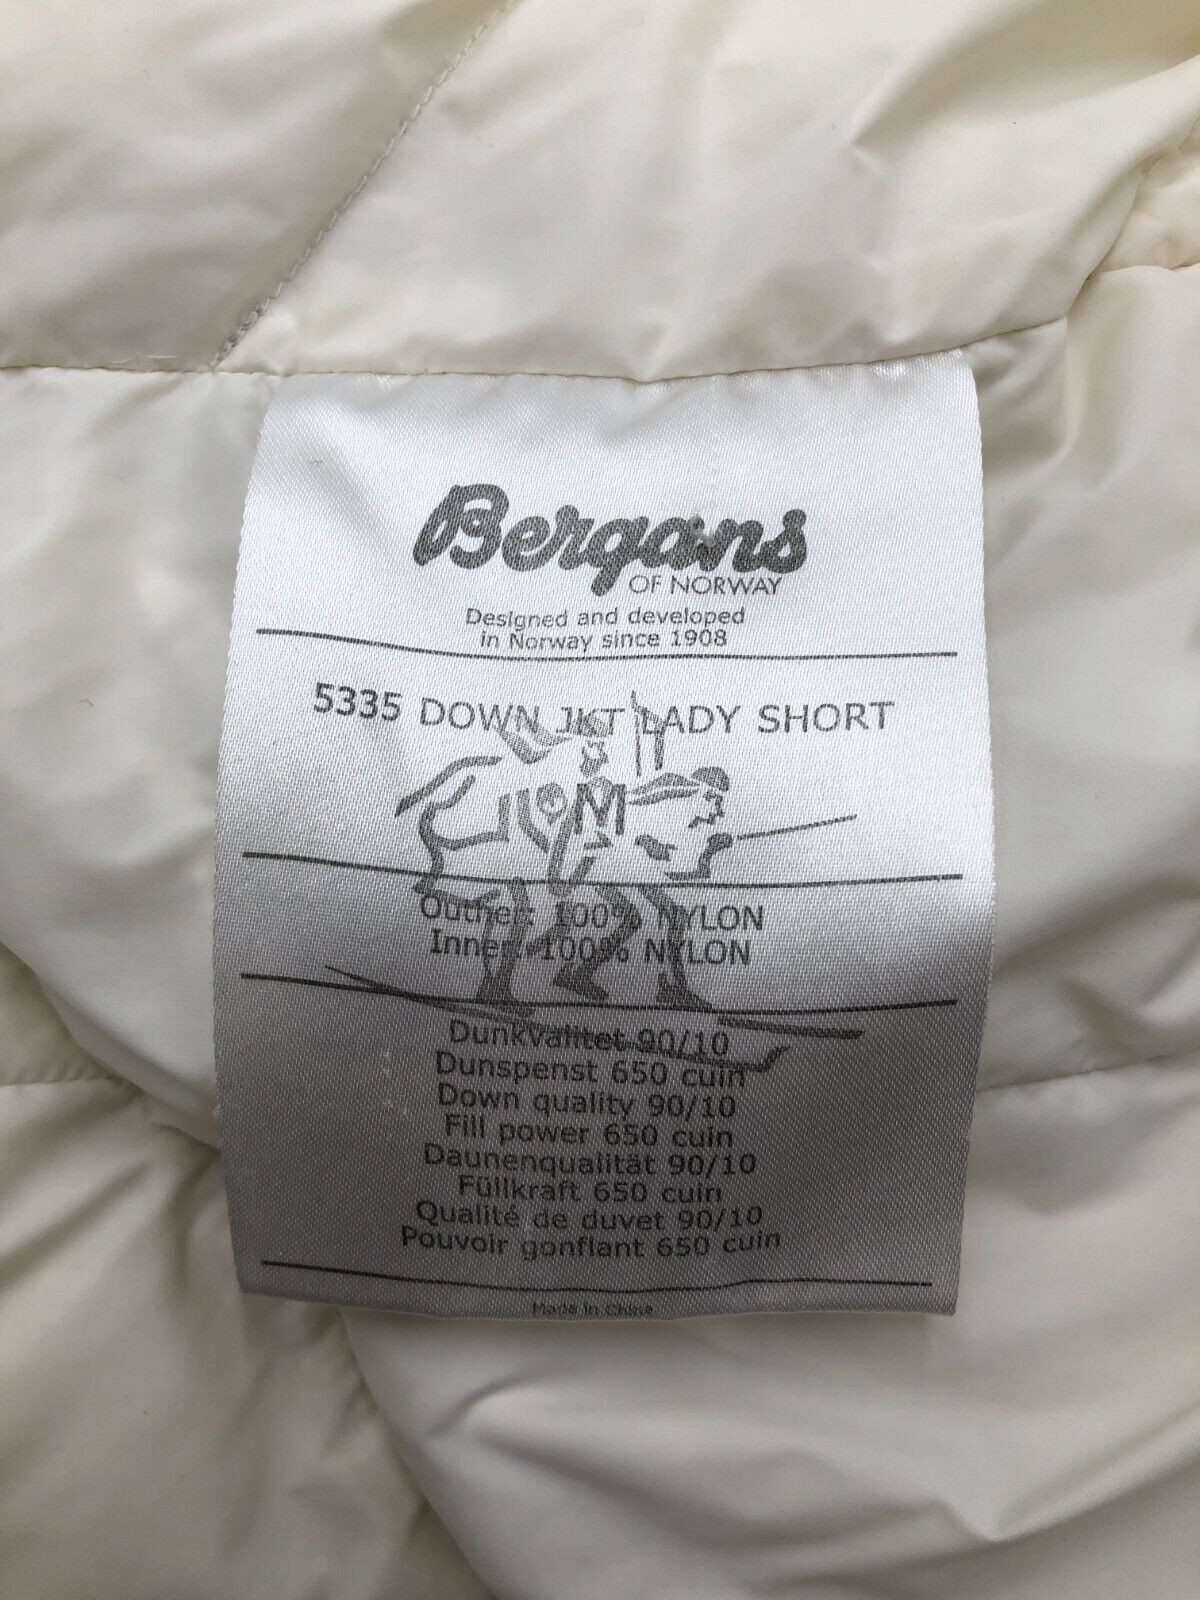 Bergans
OF NORWAY
Designed and developed
in Norway since 1908
5335 DOWN JKT LADY SHORT
M
Outher: 100% NYLON
Inner: 100% NYLON
Dunkvalitet 90/10
Dunspenst 650 cuin
Down quality 90/10
Fill power 650 cuin
Daunenqualität 90/10
Füllkraft 650 cuin
Qualité de duvet 90/10
Pouvoir gonflant 650 cuin
Made in China